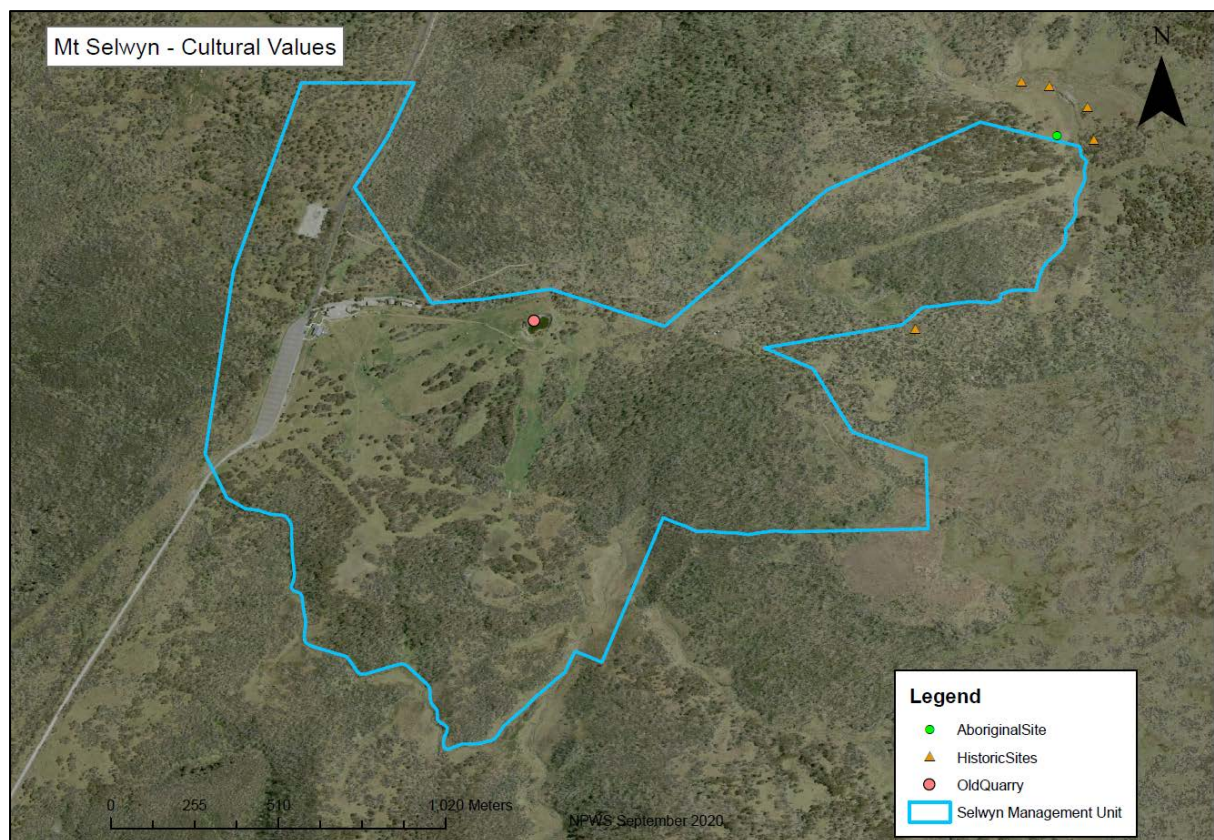 Mt Selwyn - Cultural Values
N
Legend
AboriginalSite
HistoricSites
OldQuarry
Selwyn Management Unit
0 255 510 1 020 Meters
NPWS September 2020